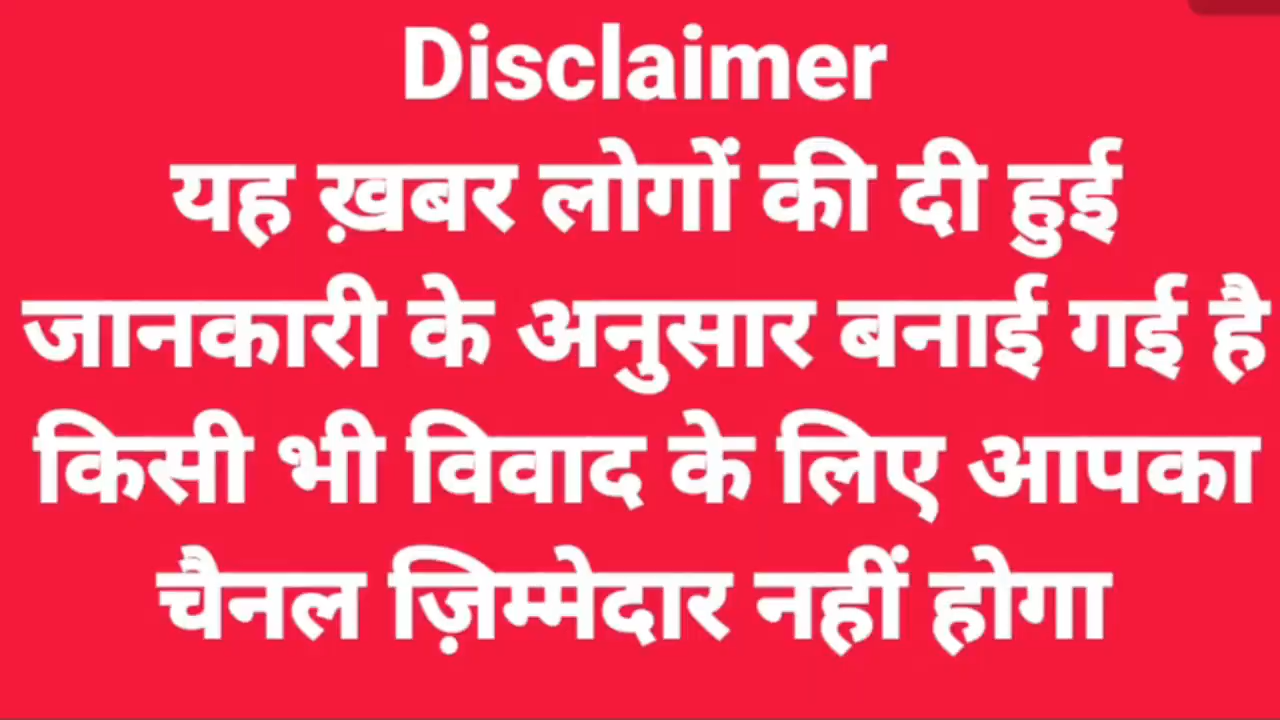 Disclaimer
यह ख़बर लोगों की दी हुई
जानकारी के अनुसार बनाई गई है
किसी भी विवाद के लिए आपका
चैनल ज़िम्मेदार नहीं होगा